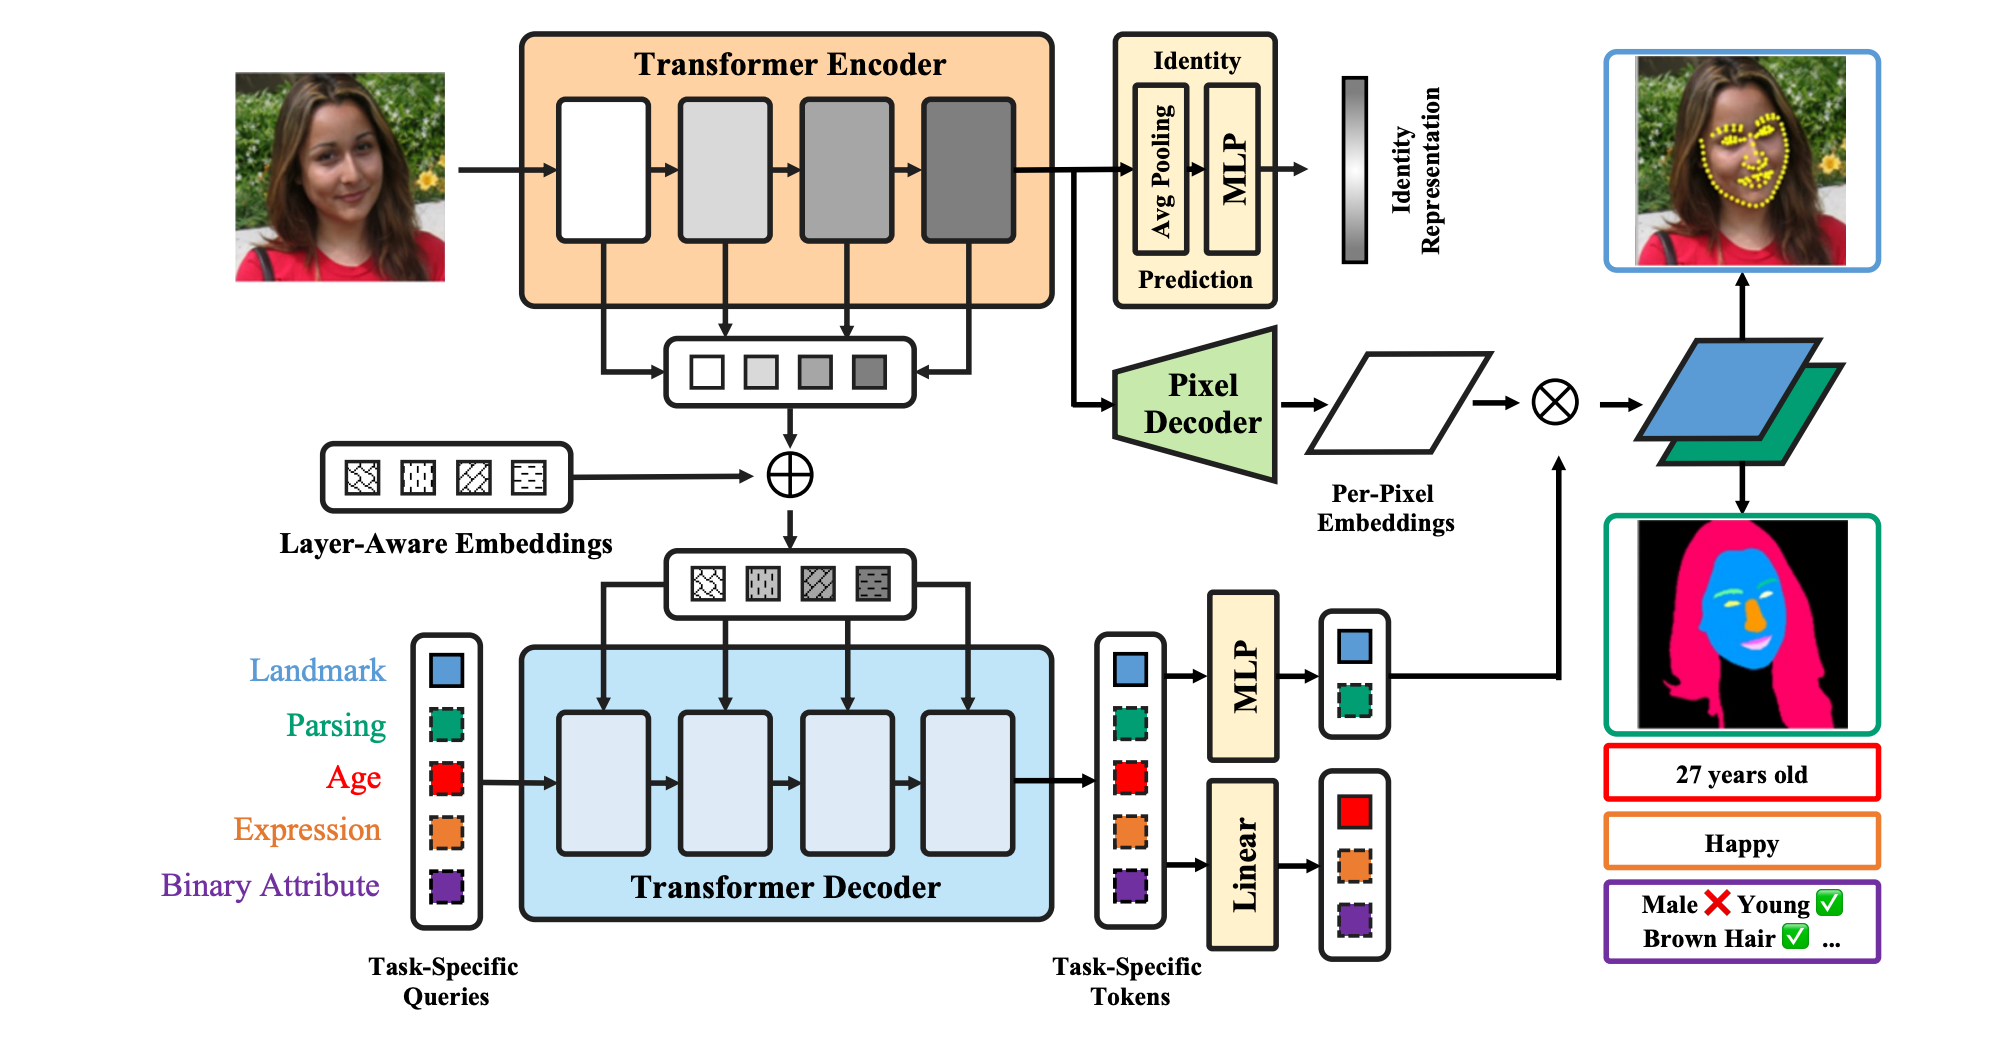 Transformer Encoder
Identity
Avg Pooling
MLP
Prediction
Identity
Representation
Pixel
Decoder
Per-Pixel
Embeddings
Layer-Aware Embeddings
Landmark
Parsing
Age
Expression
Binary Attribute
Task-Specific
Queries
Transformer Decoder
Task-Specific
Tokens
MLP
Linear
27 years old
Happy
Male ❌ Young ✅
Brown Hair ✅ ...